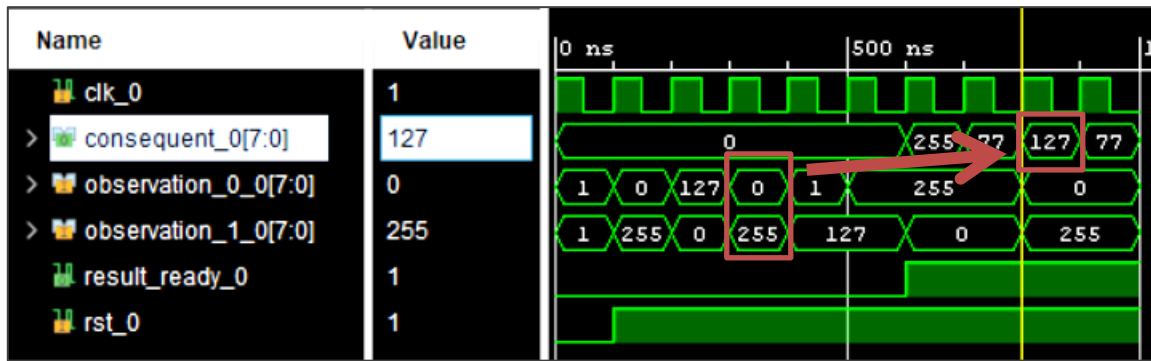 Name Value 0 ns 500 ns 1
clk_0 1
consequent_0[7:0] 127 0 255 77 127 77
observation_0_0[7:0] 0 1 0 127 0 1 255 0
observation_1_0[7:0] 255 1 255 0 255 127 0 255
result_ready_0 1
rst_0 1